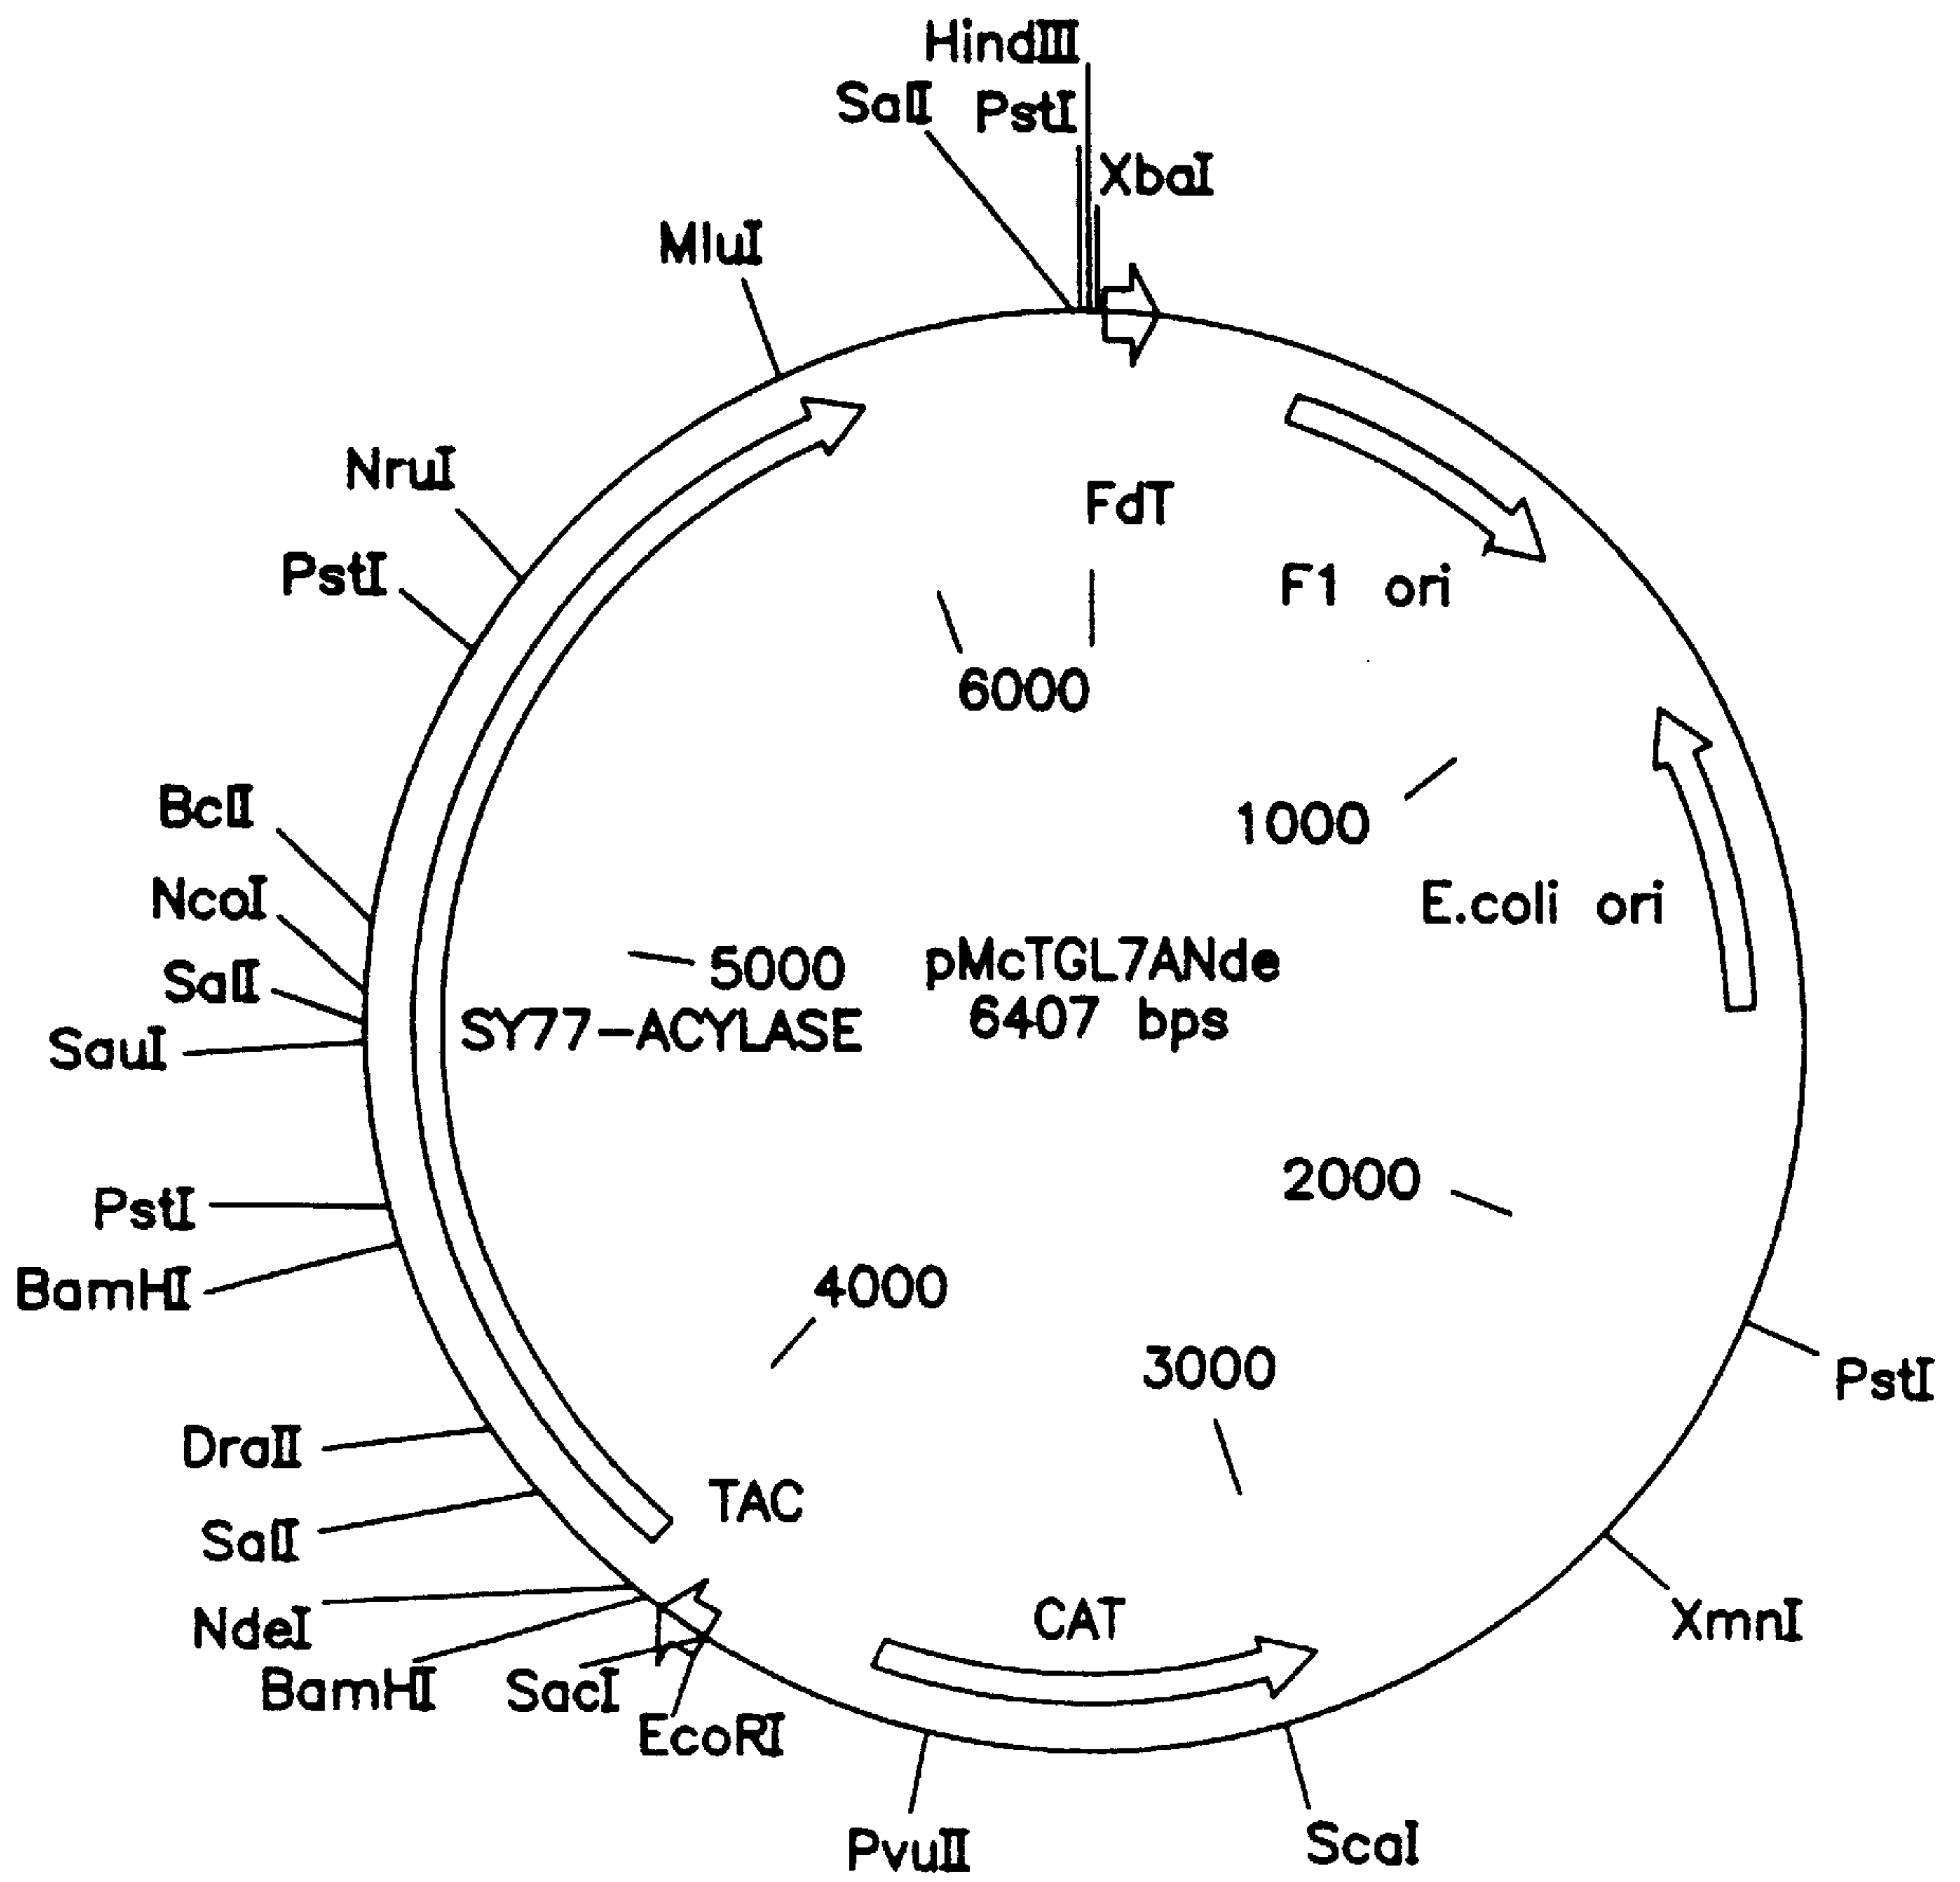 HindIII
SalI
PstI
XbaI
MluI
NruI
PstI
FdT
F1 ori
6000
1000
BclI
NcoI
E.coli ori
SalI
5000
pMcTGL7ANde
6407 bps
SY77-ACYLASE
SauI
2000
PstI
BamHI
4000
3000
PstI
DraII
TAC
SalI
CAT
XmnI
NdeI
BamHI
SacI
EcoRI
PvuII
ScaI